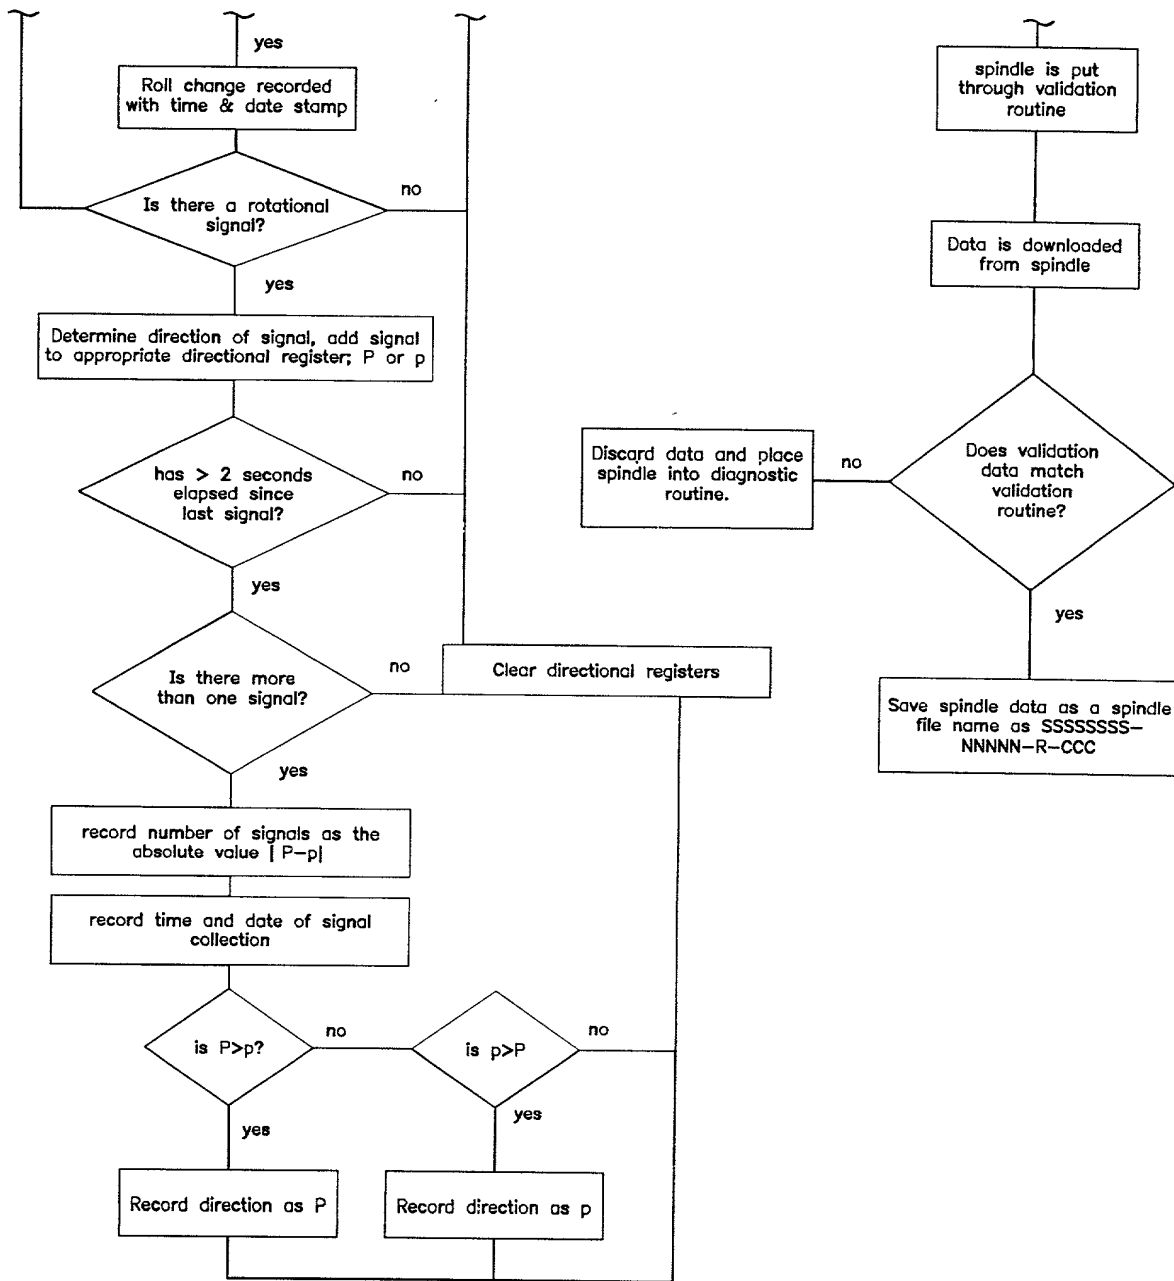 yes
Roll change recorded
with time & date stamp
Is there a rotational
signal?
no
yes
Determine direction of signal, add signal
to appropriate directional register; P or p
has > 2 seconds
elapsed since
last signal?
no
yes
Is there more
than one signal?
no
Clear directional registers
yes
record number of signals as the
absolute value | P-p|
record time and date of signal
collection
is P>p?
no
is p>P
no
yes
yes
Record direction as P
Record direction as p
spindle is put
through validation
routine
Data is downloaded
from spindle
Does validation
data match
validation
routine?
no
Discard data and place
spindle into diagnostic
routine.
yes
Save spindle data as a spindle
file name as SSSSSSSS-
NNNNN-R-CCC